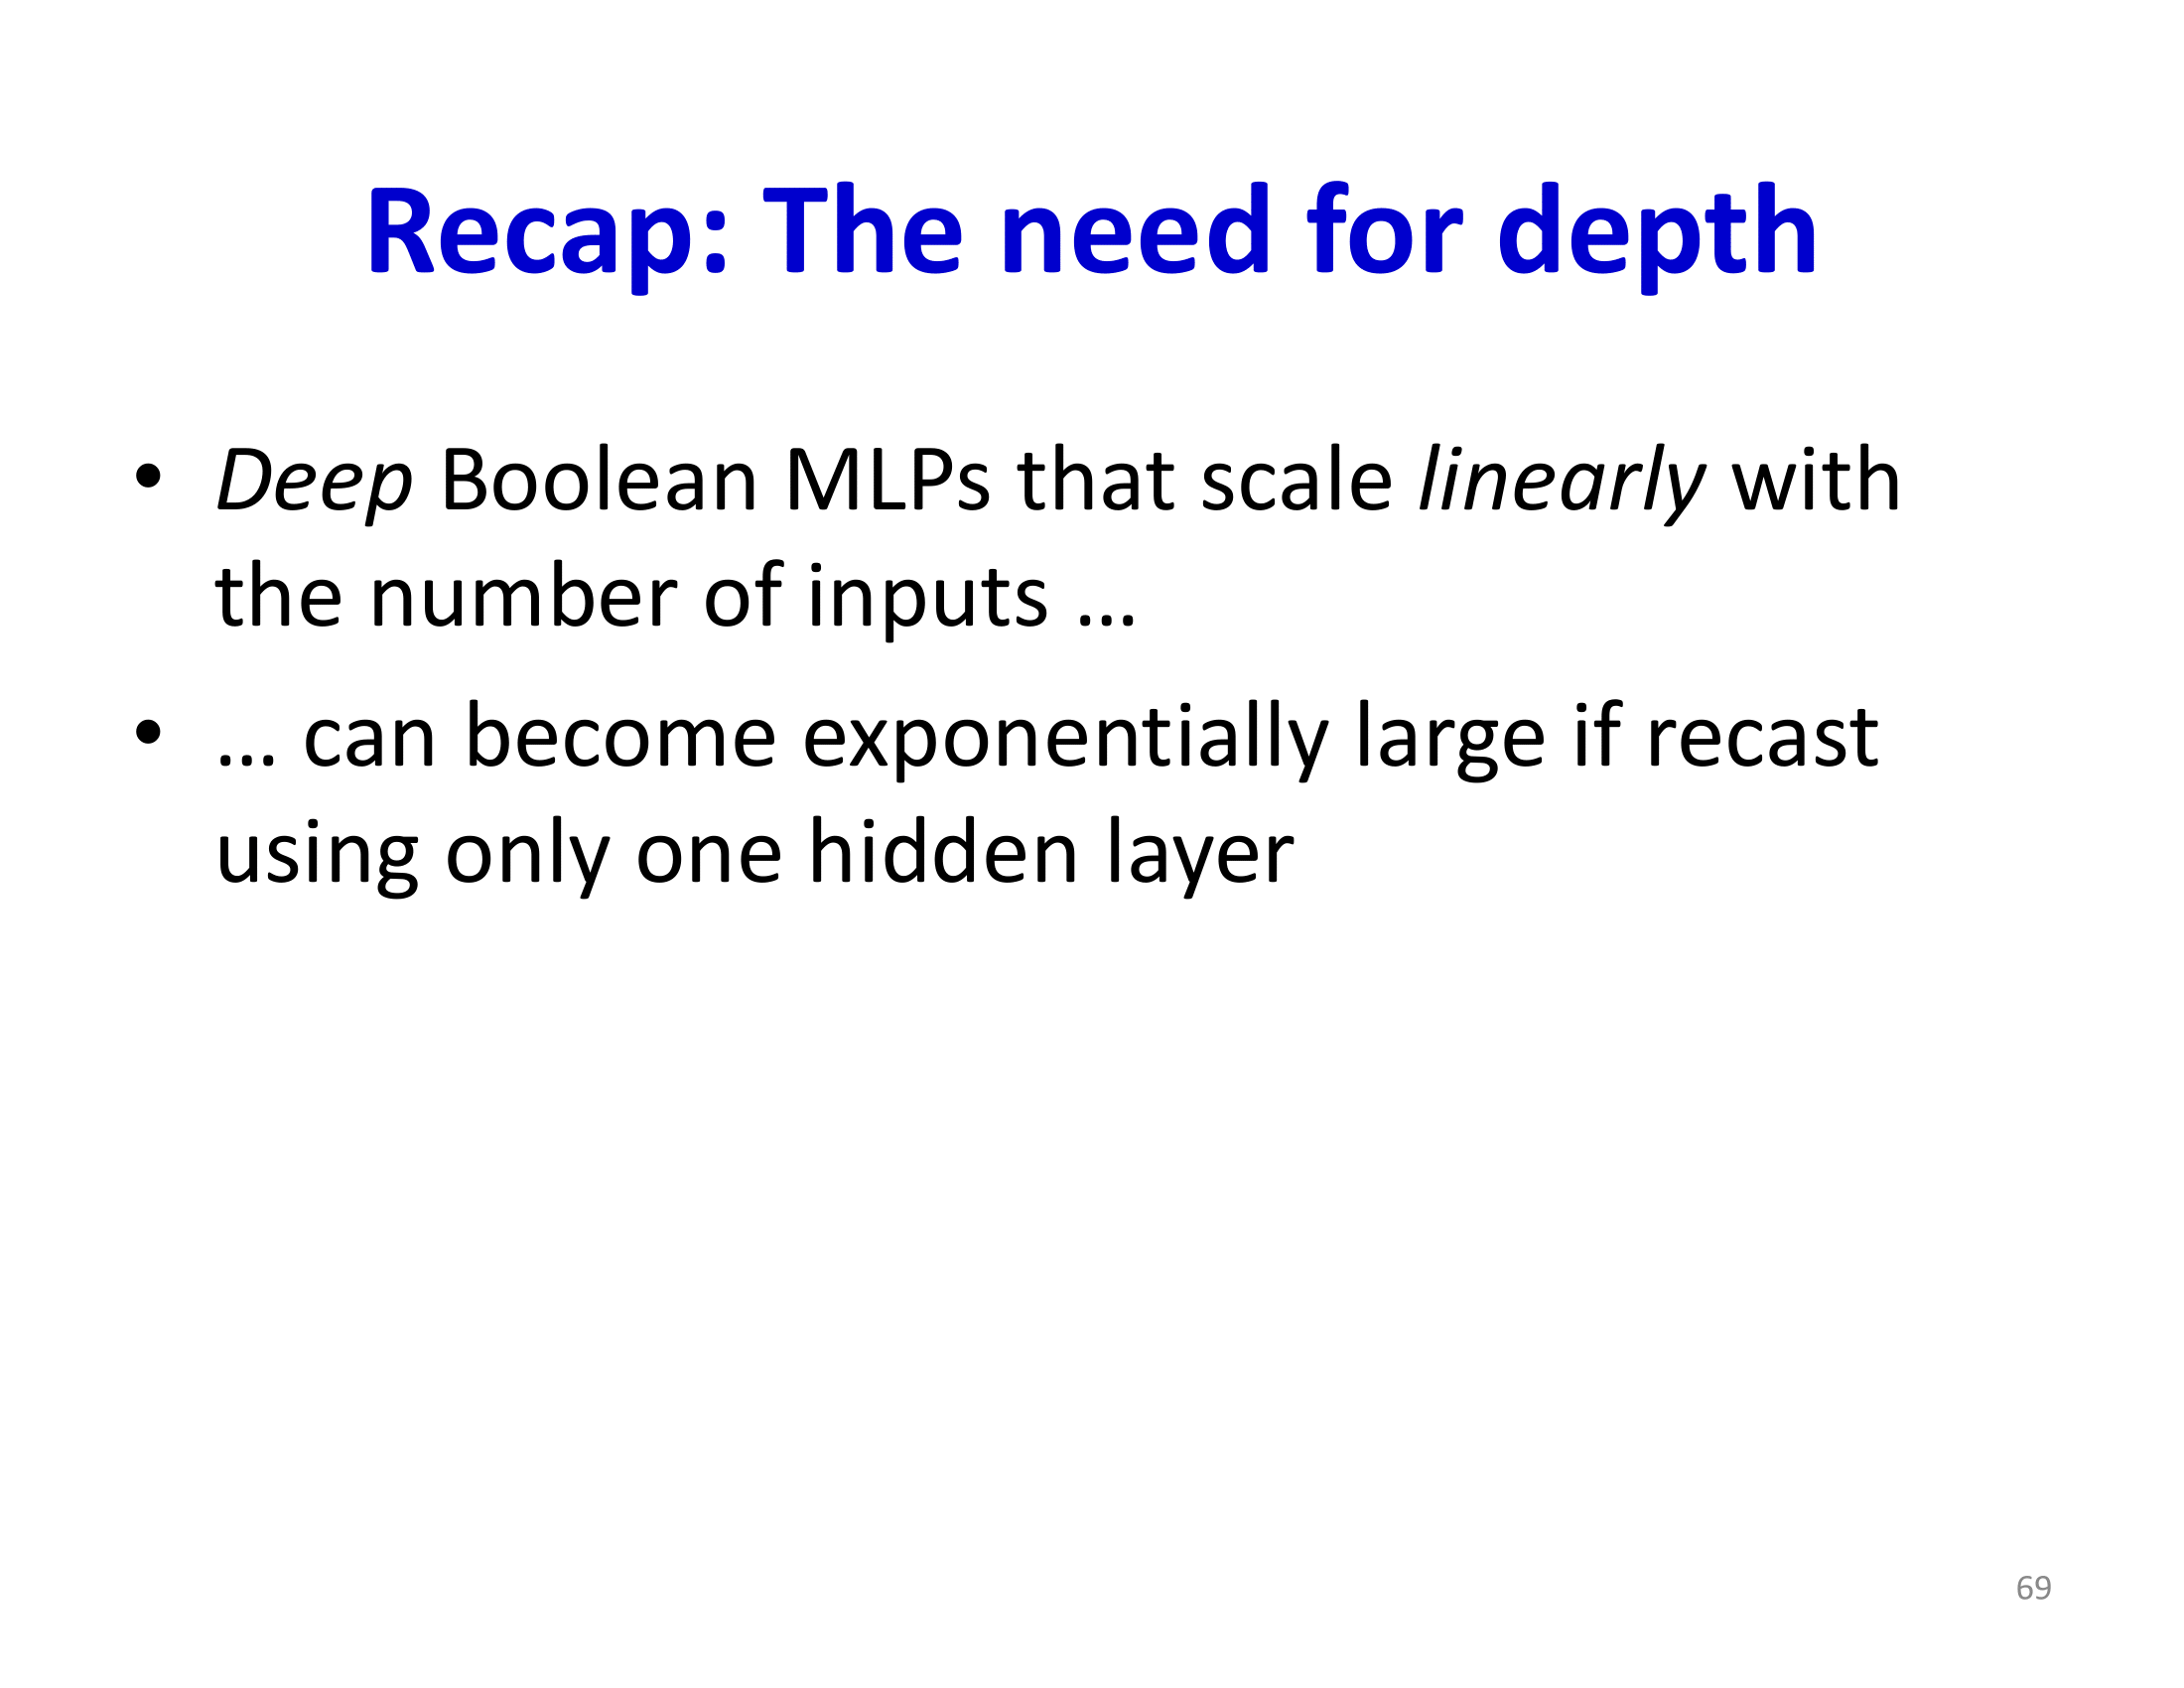 Recap: The need for depth
• Deep Boolean MLPs that scale linearly with
the number of inputs ...
• ... can become exponentially large if recast
using only one hidden layer
69